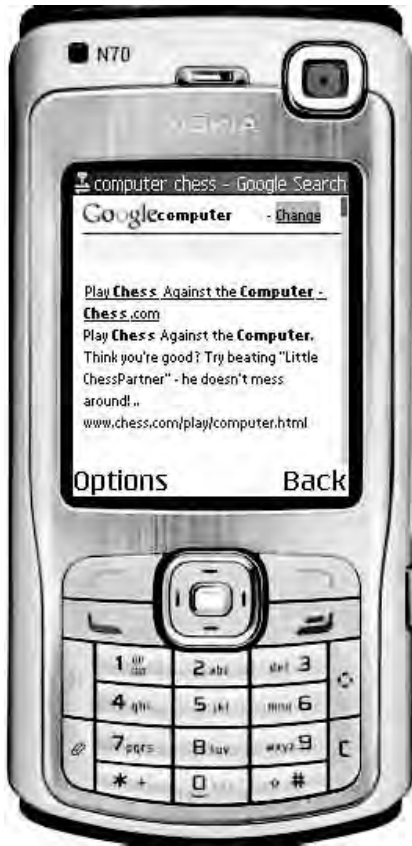 N70
NOKIA
computer chess - Google Search
Google computer - Change
Play Chess Against the Computer -
Chess.com
Play Chess Against the Computer.
Think you're good? Try beating "Little
ChessPartner" - he doesn't mess
around! ..
www.chess.com/play/computer.html
Options Back
1
2 abc
def 3
4 ghi
5 jkl
mno 6
7 pqrs
8 tuv
wxyz 9
* +
0
#
C